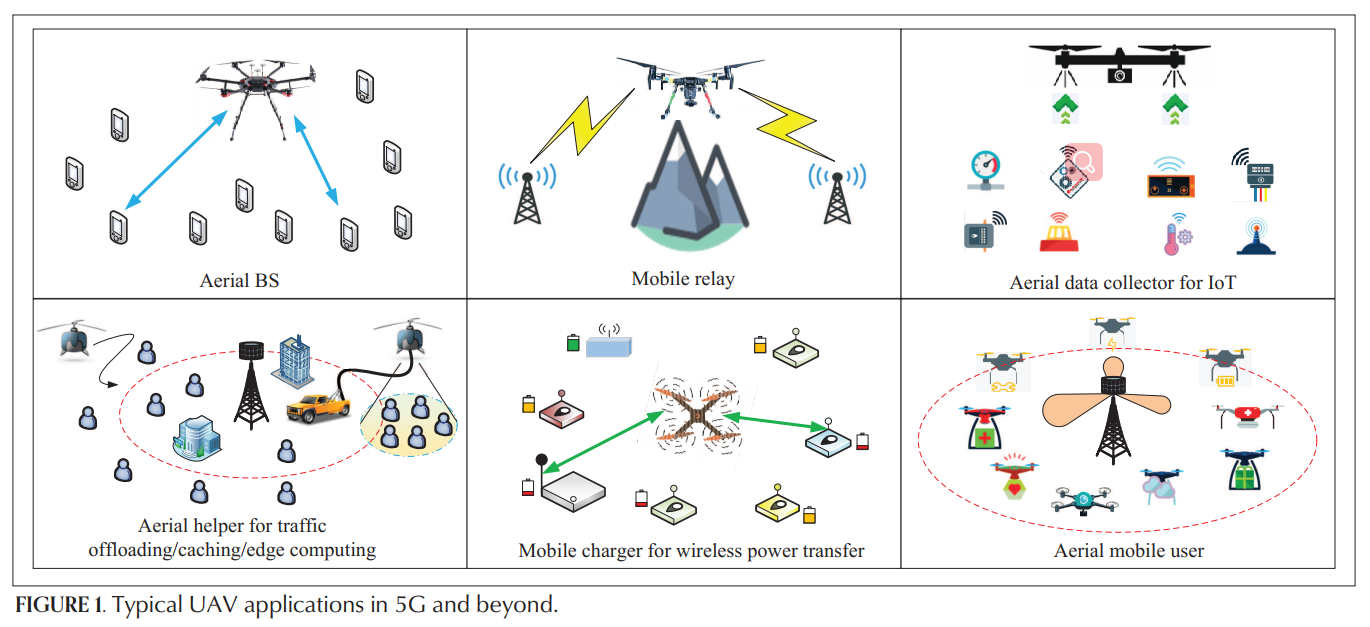 Aerial BS
Mobile relay
Aerial data collector for IoT
Aerial helper for traffic
offloading/caching/edge computing
Mobile charger for wireless power transfer
Aerial mobile user
FIGURE 1. Typical UAV applications in 5G and beyond.